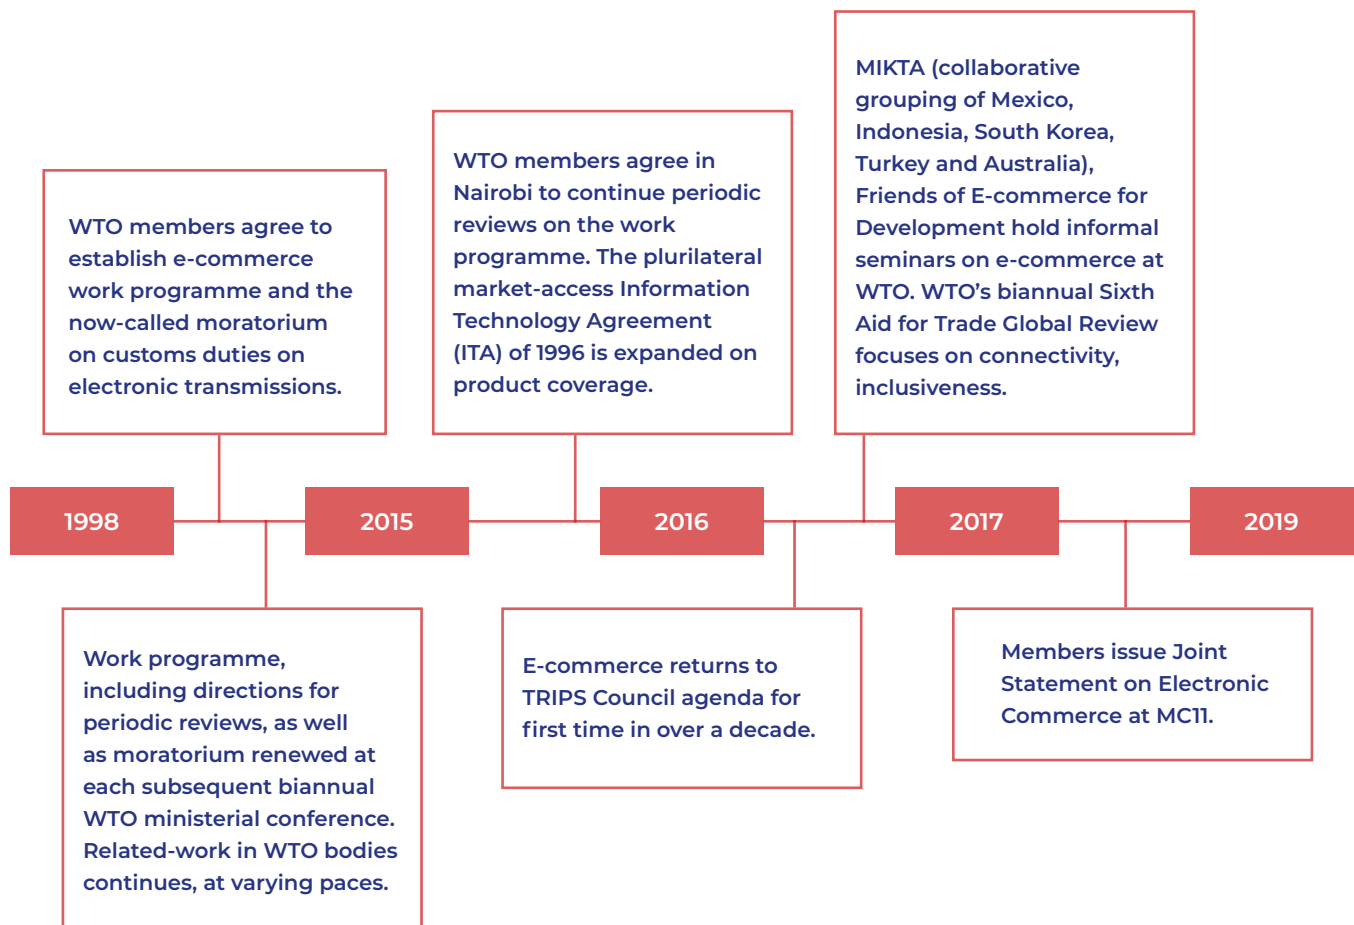 WTO members agree to
establish e-commerce
work programme and the
now-called moratorium
on customs duties on
electronic transmissions.
WTO members agree in
Nairobi to continue periodic
reviews on the work
programme. The plurilateral
market-access Information
Technology Agreement
(ITA) of 1996 is expanded on
product coverage.
MIKTA (collaborative
grouping of Mexico,
Indonesia, South Korea,
Turkey and Australia),
Friends of E-commerce for
Development hold informal
seminars on e-commerce at
WTO. WTO’s biannual Sixth
Aid for Trade Global Review
focuses on connectivity,
inclusiveness.
1998
2015
2016
2017
2019
Work programme,
including directions for
periodic reviews, as well
as moratorium renewed at
each subsequent biannual
WTO ministerial conference.
Related-work in WTO bodies
continues, at varying paces.
E-commerce returns to
TRIPS Council agenda for
first time in over a decade.
Members issue Joint
Statement on Electronic
Commerce at MC11.